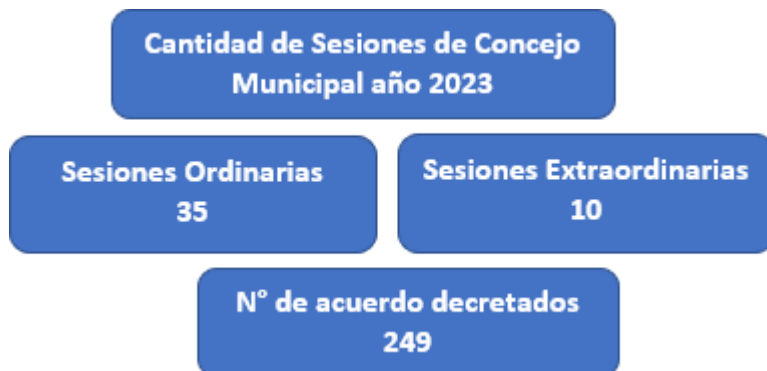 Cantidad de Sesiones de Concejo
Municipal año 2023
Sesiones Ordinarias
35
Sesiones Extraordinarias
10
N° de acuerdo decretados
249